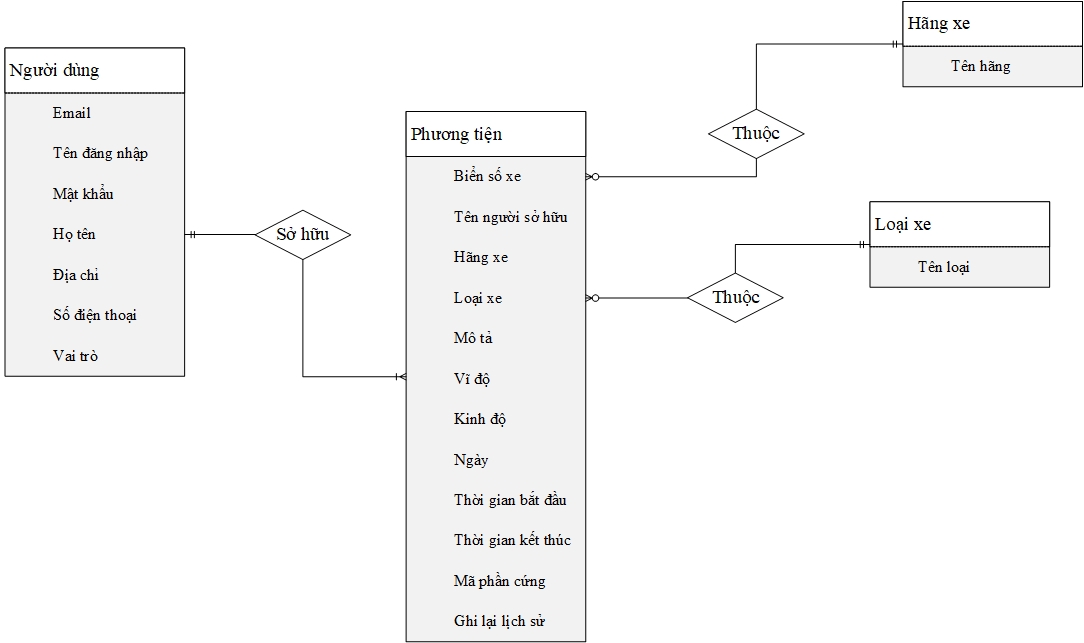 Người dùng
Email
Tên đăng nhập
Mật khẩu
Họ tên
Địa chỉ
Số điện thoại
Vai trò
Sở hữu
Phương tiện
Biển số xe
Tên người sở hữu
Hãng xe
Loại xe
Mô tả
Vĩ độ
Kinh độ
Ngày
Thời gian bắt đầu
Thời gian kết thúc
Mã phần cứng
Ghi lại lịch sử
Thuộc
Hãng xe
Tên hãng
Thuộc
Loại xe
Tên loại